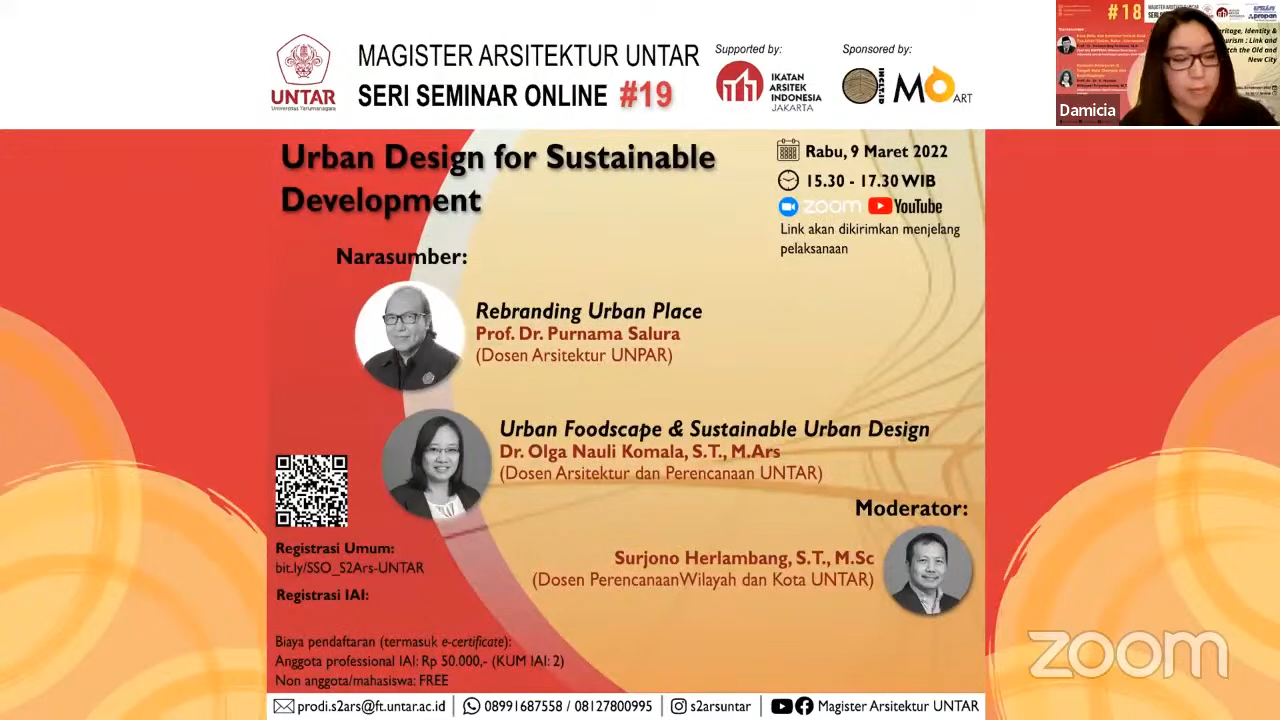 UNTAR
Universitas Tarumanagara
MAGISTER ARSITEKTUR UNTAR
SERI SEMINAR ONLINE #19
Supported by:
IKATAN
ARSITEK
INDONESIA
JAKARTA
Sponsored by:
INCLT.ID
MO ART
Urban Design for Sustainable
Development
Rabu, 9 Maret 2022
15.30 - 17.30 WIB
zoom YouTube
Link akan dikirimkan menjelang
pelaksanaan
Narasumber:
Rebranding Urban Place
Prof. Dr. Purnama Salura
(Dosen Arsitektur UNPAR)
Urban Foodscape & Sustainable Urban Design
Dr. Olga Nauli Komala, S.T., M.Ars
(Dosen Arsitektur dan Perencanaan UNTAR)
Moderator:
Surjono Herlambang, S.T., M.Sc
(Dosen PerencanaanWilayah dan Kota UNTAR)
Registrasi Umum:
bit.ly/SSO_S2Ars-UNTAR
Registrasi IAI:
Biaya pendaftaran (termasuk e-certificate):
Anggota professional IAI: Rp 50.000,- (KUM IAI: 2)
Non anggota/mahasiswa: FREE
prodi.s2ars@ft.untar.ac.id | 08991687558 / 08127800995 | s2arsuntar | Magister Arsitektur UNTAR
#18
New City
Damicia
zoom